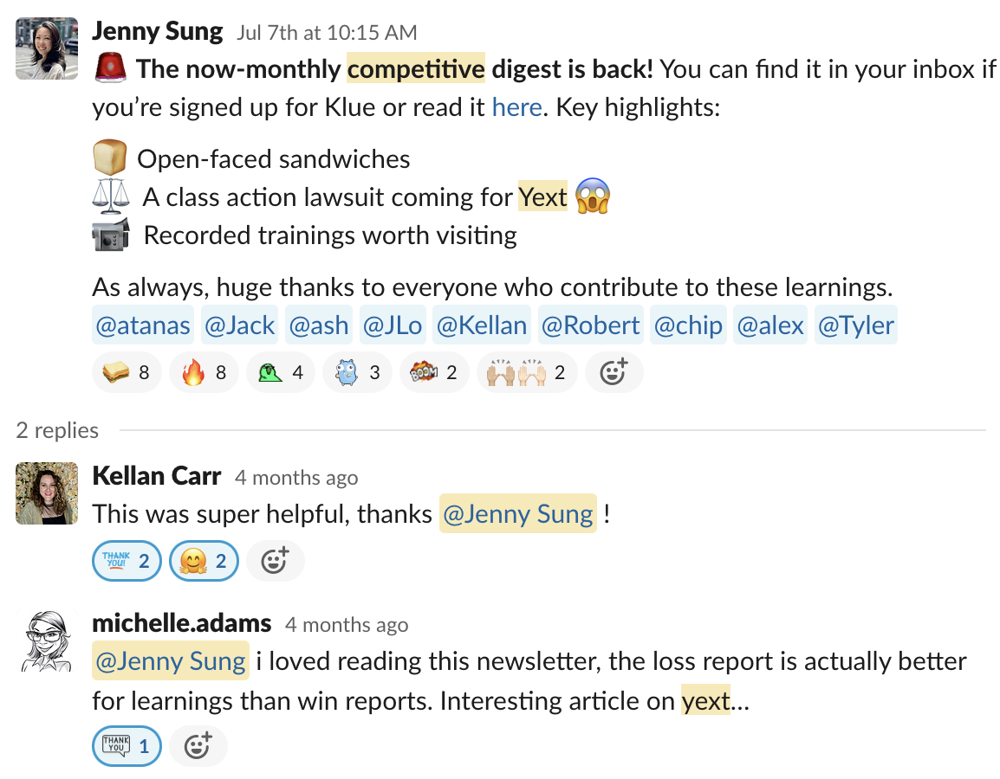 Jenny Sung Jul 7th at 10:15 AM
The now-monthly competitive digest is back! You can find it in your inbox if
you’re signed up for Klue or read it here. Key highlights:
Open-faced sandwiches
A class action lawsuit coming for Yext
Recorded trainings worth visiting
As always, huge thanks to everyone who contribute to these learnings.
@atanas @Jack @ash @JLo @Kellan @Robert @chip @alex @Tyler
8 8 4 3 BOOM 2 2
2 replies
Kellan Carr 4 months ago
This was super helpful, thanks @Jenny Sung !
THANK YOU! 2 2
michelle.adams 4 months ago
@Jenny Sung i loved reading this newsletter, the loss report is actually better
for learnings than win reports. Interesting article on yext...
THANK YOU 1